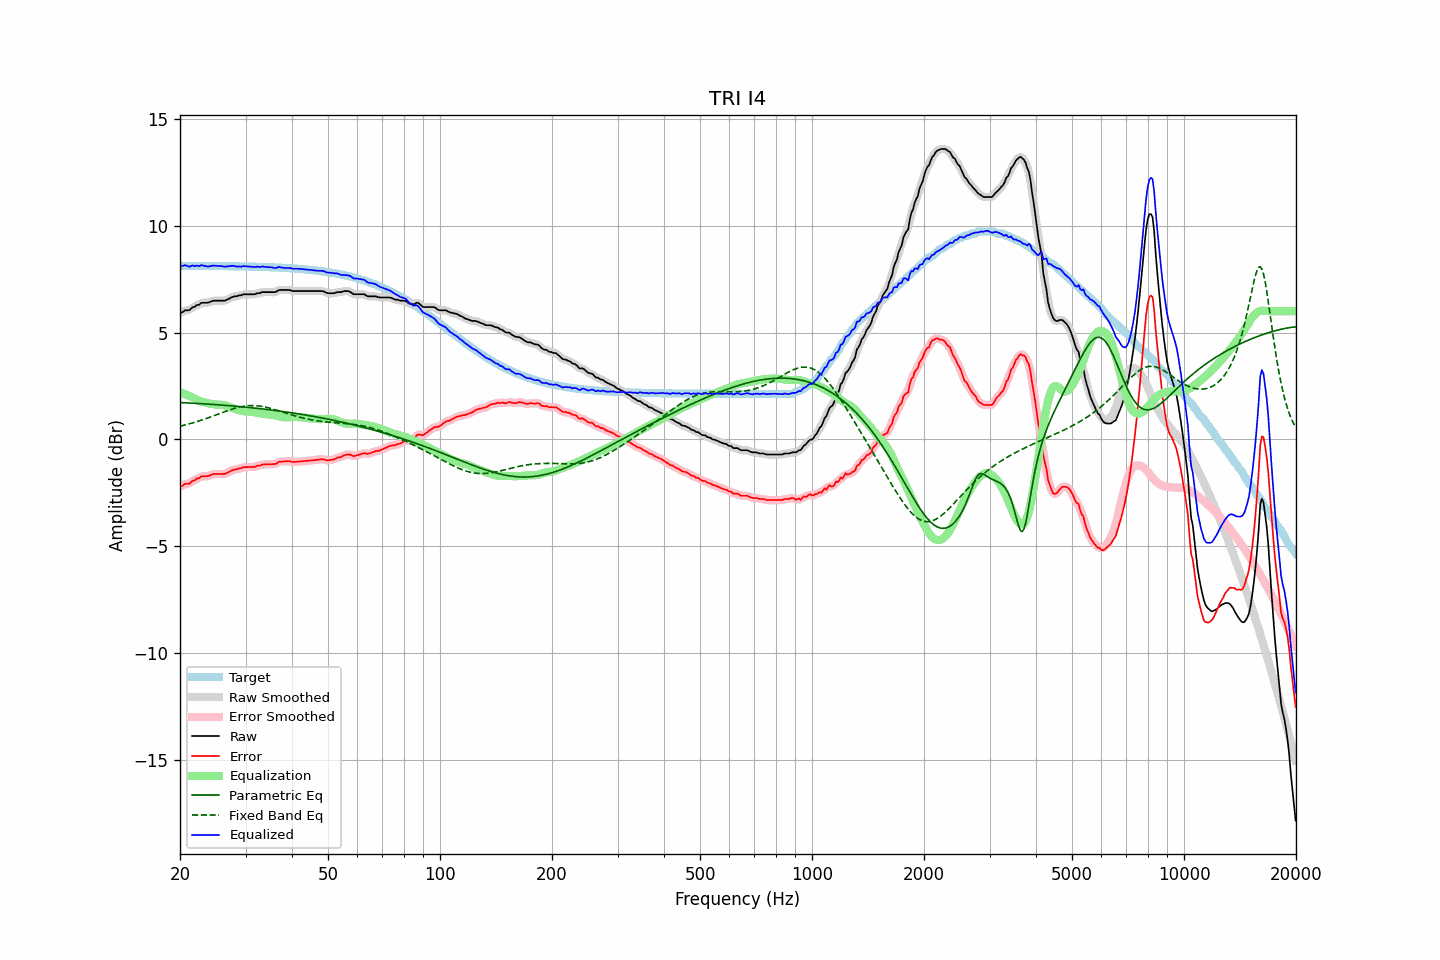 TRI I4
15
10
5
0
−5
−10
−15
Amplitude (dBr)
Target
Raw Smoothed
Error Smoothed
Raw
Error
Equalization
Parametric Eq
Fixed Band Eq
Equalized
20 50 100 200 500 1000 2000 5000 10000 20000
Frequency (Hz)